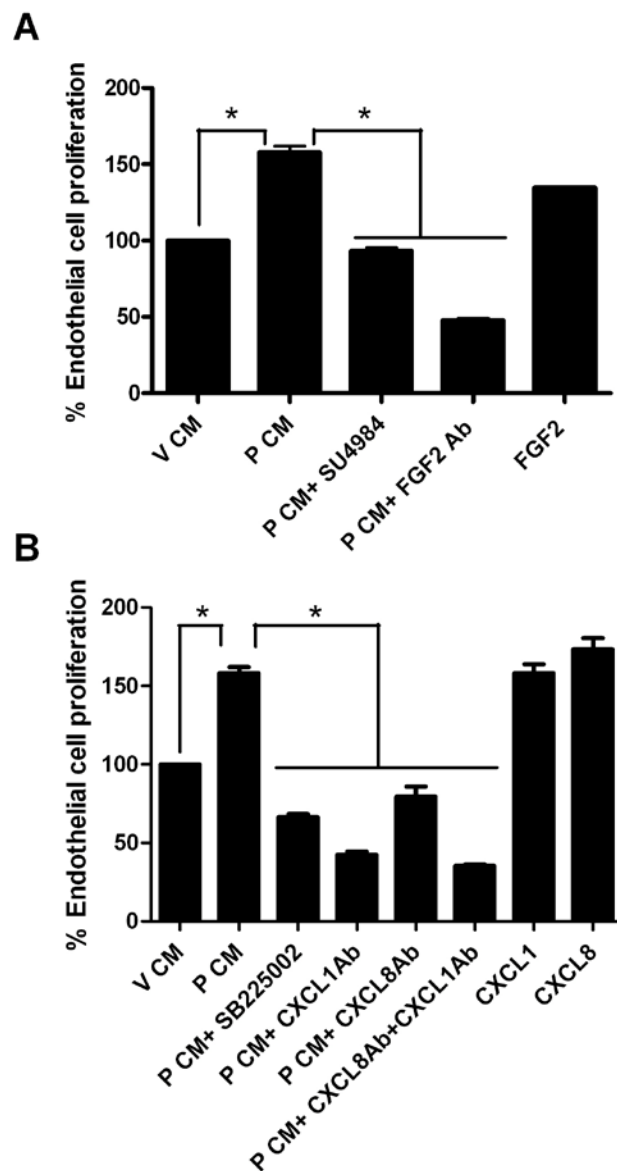 A
% Endothelial cell proliferation
200
150
100
50
0
*
*
V CM
P CM
P CM+ SU4984
P CM+ FGF2 Ab
FGF2
B
% Endothelial cell proliferation
200
150
100
50
0
*
*
V CM
P CM
P CM+ SB225002
P CM+ CXCL1Ab
P CM+ CXCL8Ab
P CM+ CXCL8Ab+CXCL1Ab
CXCL1
CXCL8